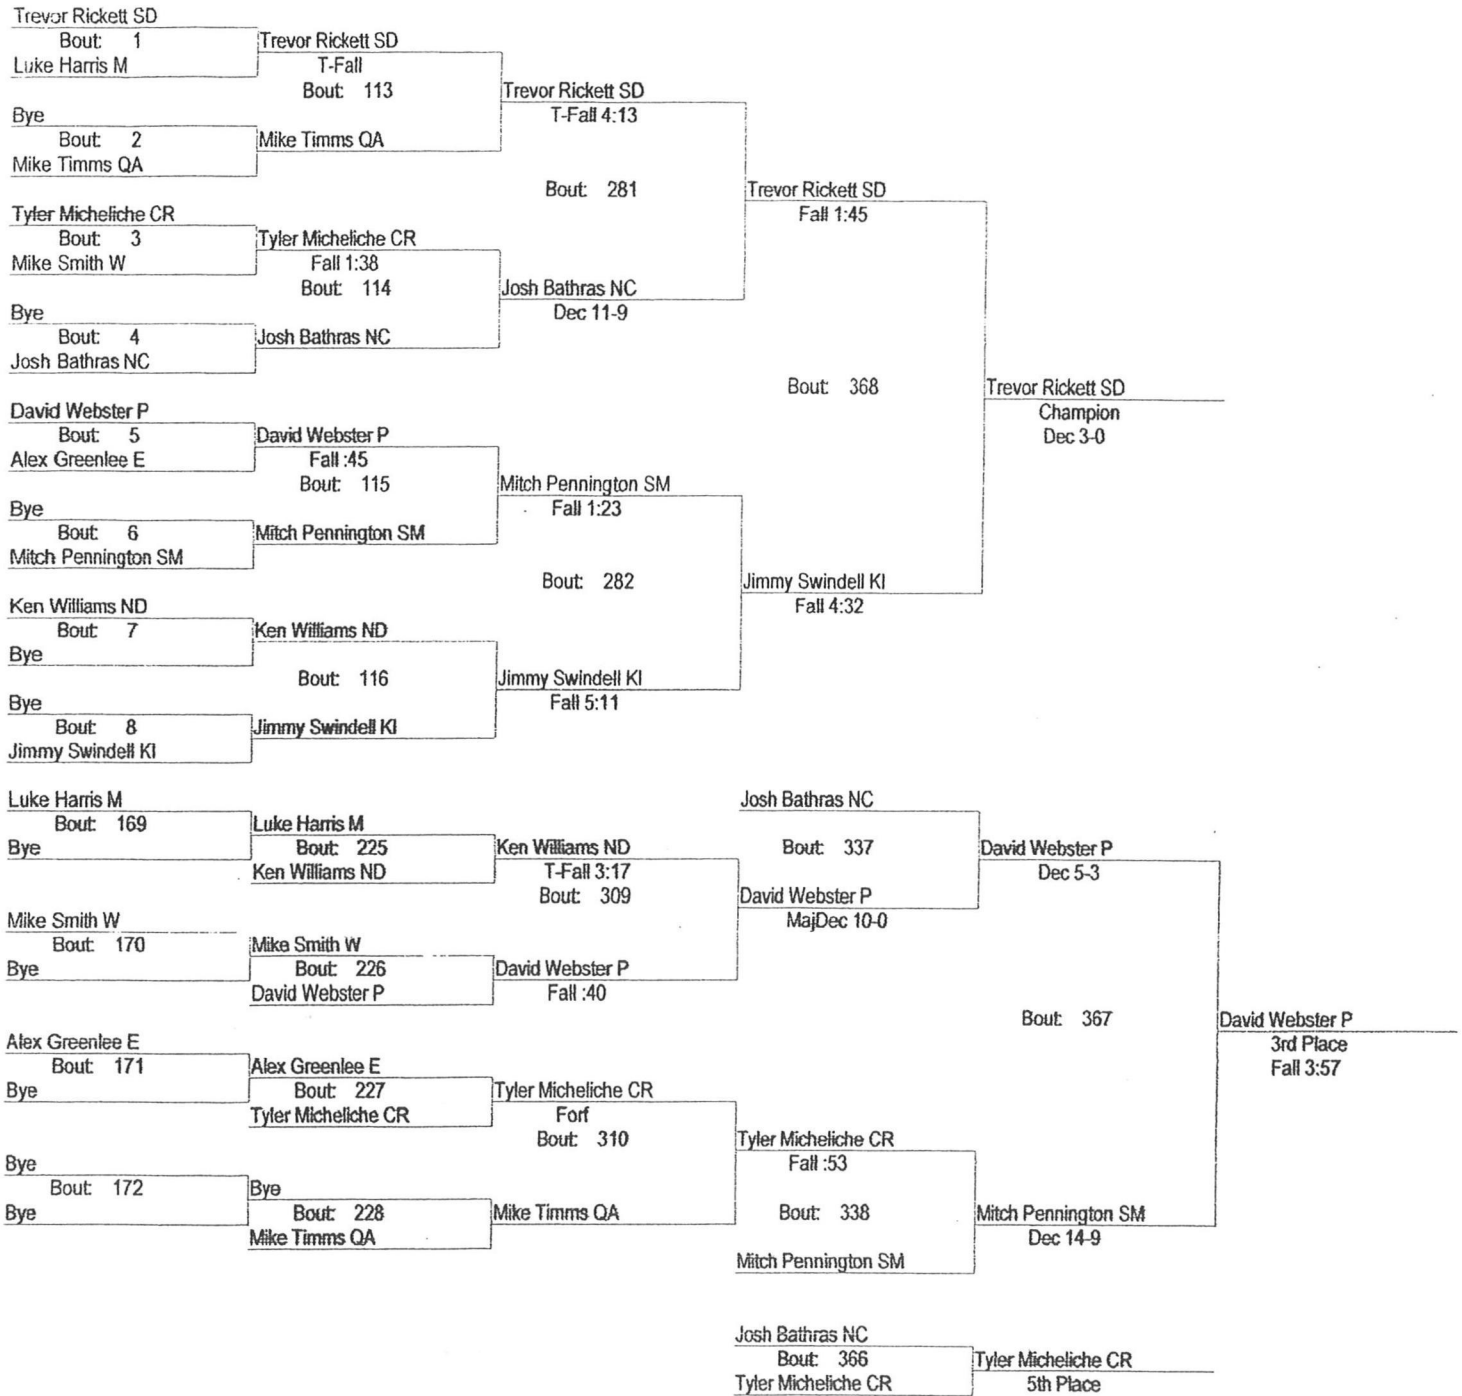 Trevor Rickett SD
Bout: 1
Luke Harris M
Trevor Rickett SD
T-Fall
Bout: 113
Trevor Rickett SD
T-Fall 4:13
Bye
Bout: 2
Mike Timms QA
Mike Timms QA
Bout: 281
Trevor Rickett SD
Fall 1:45
Tyler Micheliche CR
Bout: 3
Mike Smith W
Tyler Micheliche CR
Fall 1:38
Bout: 114
Josh Bathras NC
Dec 11-9
Bye
Bout: 4
Josh Bathras NC
Josh Bathras NC
Bout: 368
Trevor Rickett SD
Champion
Dec 3-0
David Webster P
Bout: 5
Alex Greenlee E
David Webster P
Fall :45
Bout: 115
Mitch Pennington SM
Fall 1:23
Bye
Bout: 6
Mitch Pennington SM
Mitch Pennington SM
Bout: 282
Jimmy Swindell KI
Fall 4:32
Ken Williams ND
Bout: 7
Bye
Ken Williams ND
Bout: 116
Jimmy Swindell KI
Fall 5:11
Bye
Bout: 8
Jimmy Swindell KI
Jimmy Swindell KI
Luke Harris M
Bout: 169
Bye
Luke Harris M
Bout: 225
Ken Williams ND
Ken Williams ND
T-Fall 3:17
Bout: 309
Josh Bathras NC
Bout: 337
David Webster P
MajDec 10-0
David Webster P
Dec 5-3
Mike Smith W
Bout: 170
Bye
Mike Smith W
Bout: 226
David Webster P
David Webster P
Fall :40
Bout: 367
David Webster P
3rd Place
Fall 3:57
Alex Greenlee E
Bout: 171
Bye
Alex Greenlee E
Bout: 227
Tyler Micheliche CR
Tyler Micheliche CR
Forf
Bout: 310
Tyler Micheliche CR
Fall :53
Bye
Bout: 172
Bye
Bye
Bout: 228
Mike Timms QA
Mike Timms QA
Bout: 338
Mitch Pennington SM
Mitch Pennington SM
Dec 14-9
Josh Bathras NC
Bout: 366
Tyler Micheliche CR
Tyler Micheliche CR
5th Place